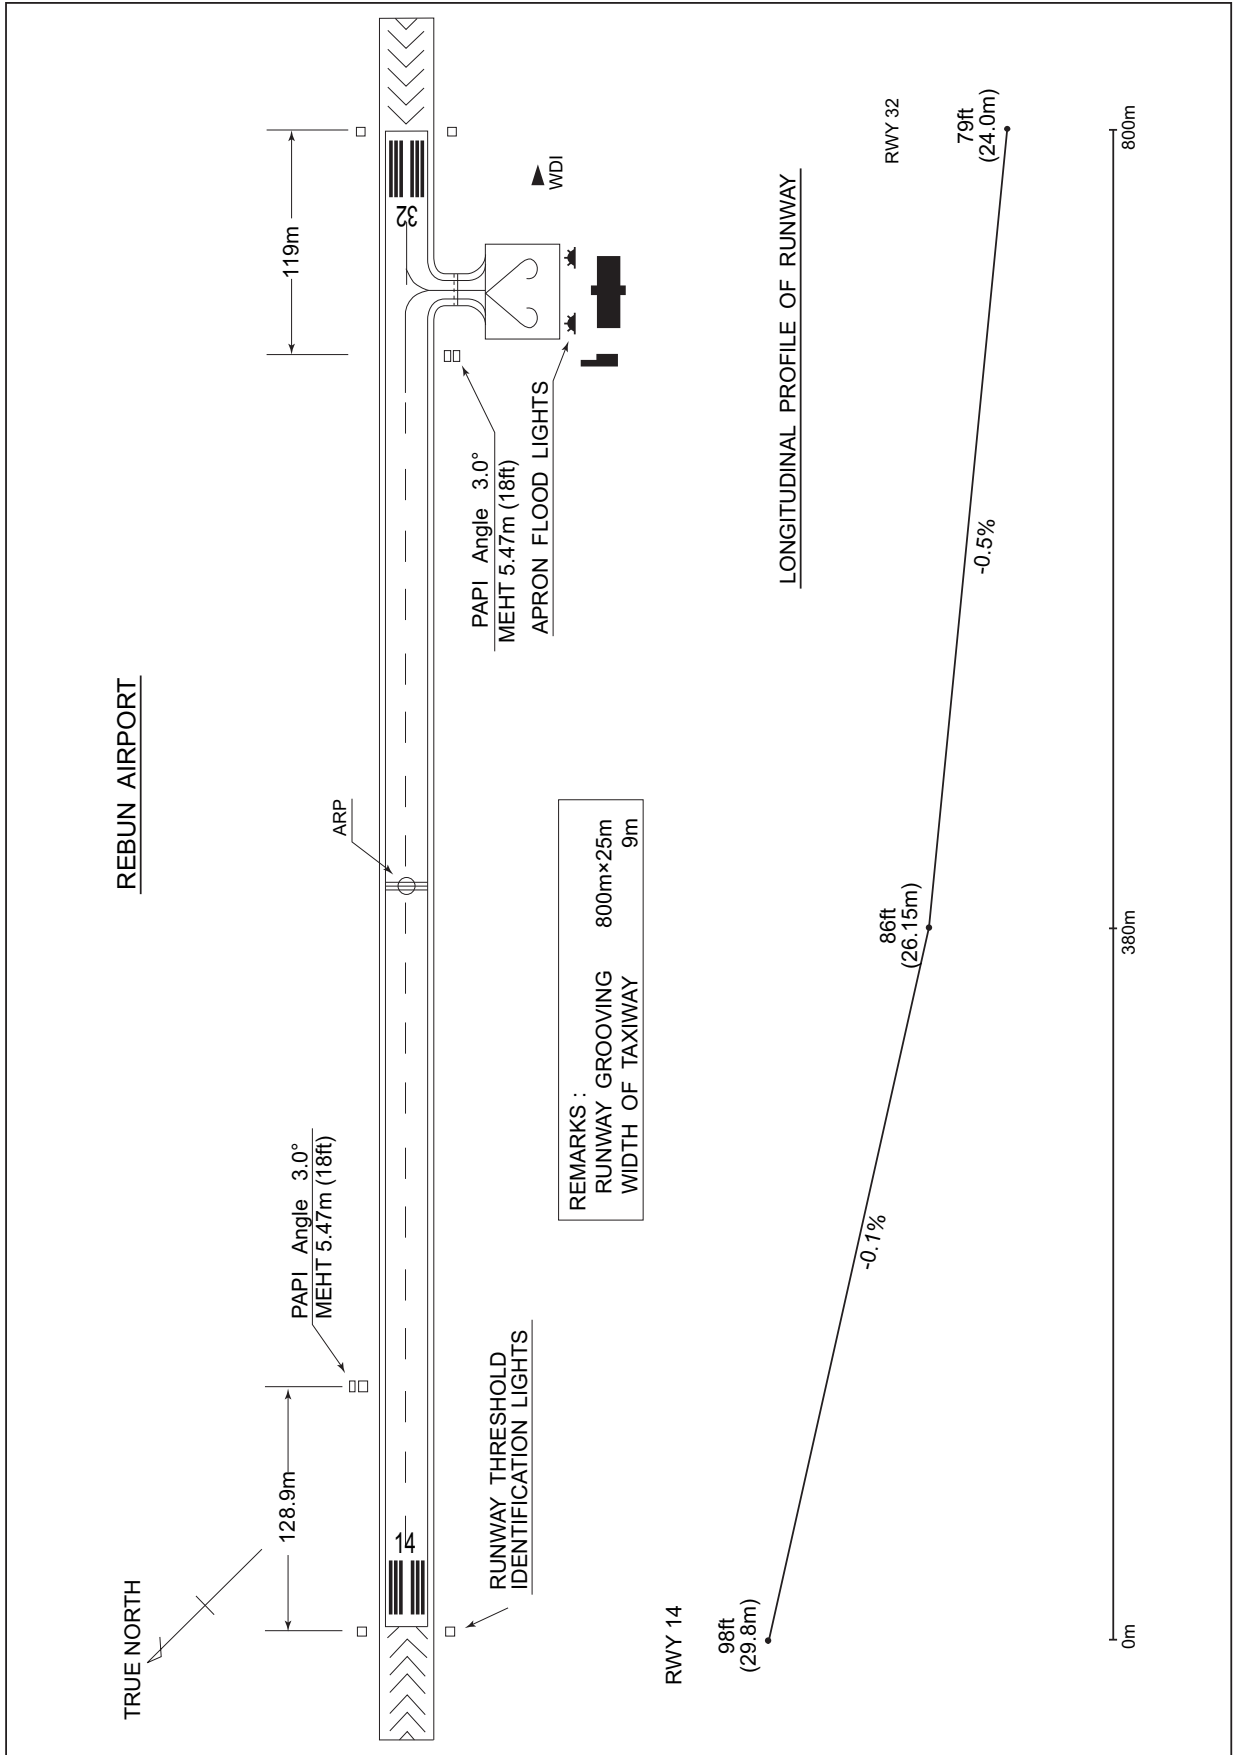 REBUN AIRPORT
TRUE NORTH
128.9m
PAPI Angle 3.0°
MEHT 5.47m (18ft)
ARP
119m
14
32
RUNWAY THRESHOLD
IDENTIFICATION LIGHTS
PAPI Angle 3.0°
MEHT 5.47m (18ft)
APRON FLOOD LIGHTS
WDI
REMARKS :
RUNWAY GROOVING 800m×25m
WIDTH OF TAXIWAY 9m
LONGITUDINAL PROFILE OF RUNWAY
RWY 14
98ft
(29.8m)
-0.1%
86ft
(26.15m)
-0.5%
RWY 32
79ft
(24.0m)
0m
380m
800m